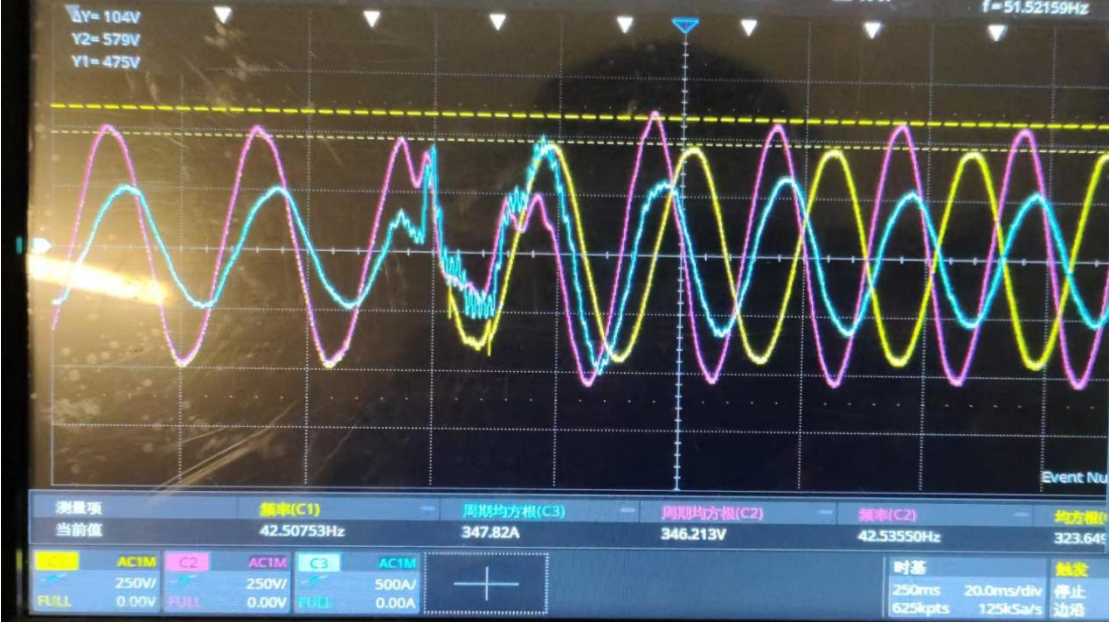 ΔY= 104V
f=51.52159Hz
Y2= 579V
Y1= 475V
Event Nu
测量项 频率(C1) 周期均方根(C3) 周期均方根(C2) 频率(C2) 均方根(
当前值 42.50753Hz 347.82A 346.213V 42.53550Hz 323.649
C1 AC1M C2 AC1M C3 AC1M 时基 触发
250V/ 250V/ 500A/ 250ms 20.0ms/div 停止
FULL 0.00V FULL 0.00V FULL 0.00A 625kpts 125kSa/s 边沿